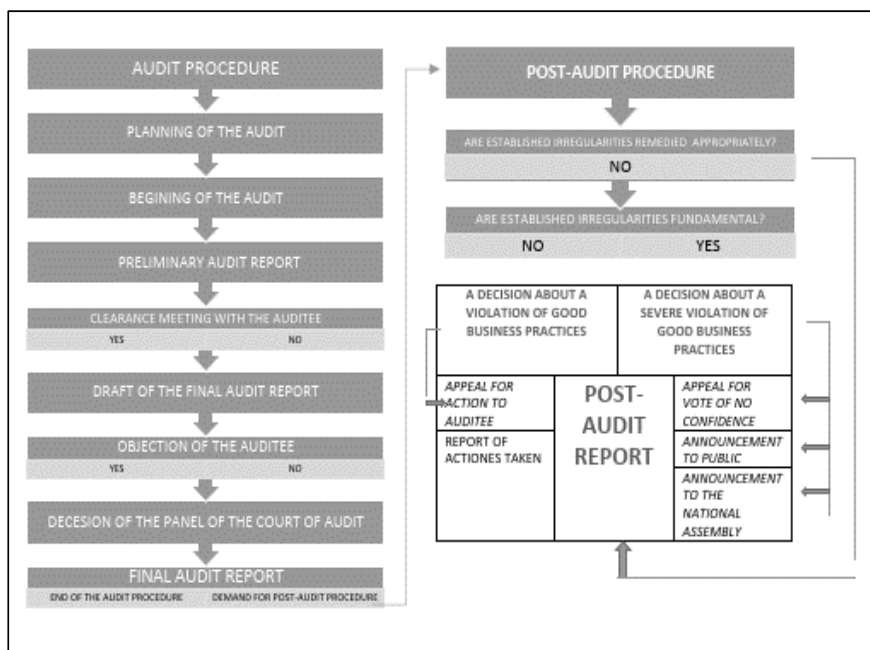 AUDIT PROCEDURE
PLANNING OF THE AUDIT
BEGINING OF THE AUDIT
PRELIMINARY AUDIT REPORT
CLEARANCE MEETING WITH THE AUDITEE
YES NO
DRAFT OF THE FINAL AUDIT REPORT
OBJECTION OF THE AUDITEE
YES NO
DECESION OF THE PANEL OF THE COURT OF AUDIT
FINAL AUDIT REPORT
END OF THE AUDIT PROCEDURE DEMAND FOR POST-AUDIT PROCEDURE
POST-AUDIT PROCEDURE
ARE ESTABLISHED IRREGULARITIES REMEDIED APPROPRIATELY?
NO
ARE ESTABLISHED IRREGULARITIES FUNDAMENTAL?
NO YES
A DECISION ABOUT A
VIOLATION OF GOOD
BUSINESS PRACTICES
A DECISION ABOUT A
SEVERE VIOLATION OF
GOOD BUSINESS
PRACTICES
APPEAL FOR
ACTION TO
AUDITEE
REPORT OF
ACTIONES TAKEN
POST-
AUDIT
REPORT
APPEAL FOR
VOTE OF NO
CONFIDENCE
ANNOUNCEMENT
TO PUBLIC
ANNOUNCEMENT
TO THE
NATIONAL
ASSEMBLY